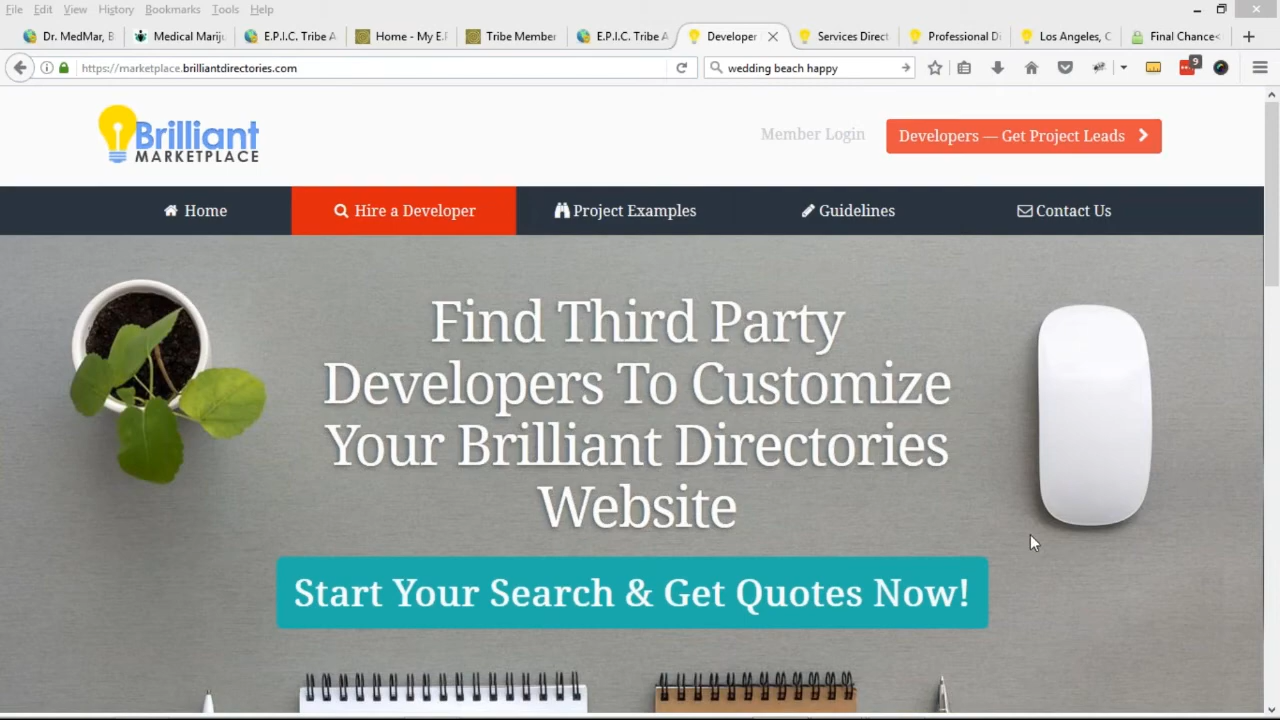 File Edit View History Bookmarks Tools Help
Dr. MedMar, B Medical Mariju E.P.I.C. Tribe A Home - My E.P Tribe Member E.P.I.C. Tribe A Developer Services Direct Professional Di Los Angeles, C Final Chance<
https://marketplace.brilliantdirectories.com wedding beach happy 9
Brilliant
MARKETPLACE
Member Login Developers — Get Project Leads
Home Hire a Developer Project Examples Guidelines Contact Us
Find Third Party
Developers To Customize
Your Brilliant Directories
Website
Start Your Search & Get Quotes Now!